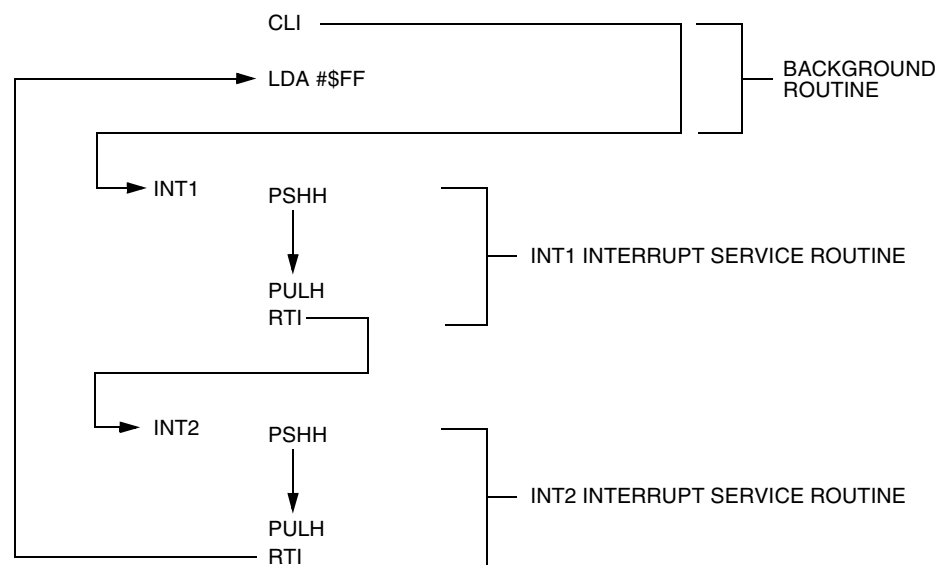 CLI
LDA #$FF
BACKGROUND
ROUTINE
INT1
PSHH
INT1 INTERRUPT SERVICE ROUTINE
PULH
RTI
INT2
PSHH
INT2 INTERRUPT SERVICE ROUTINE
PULH
RTI